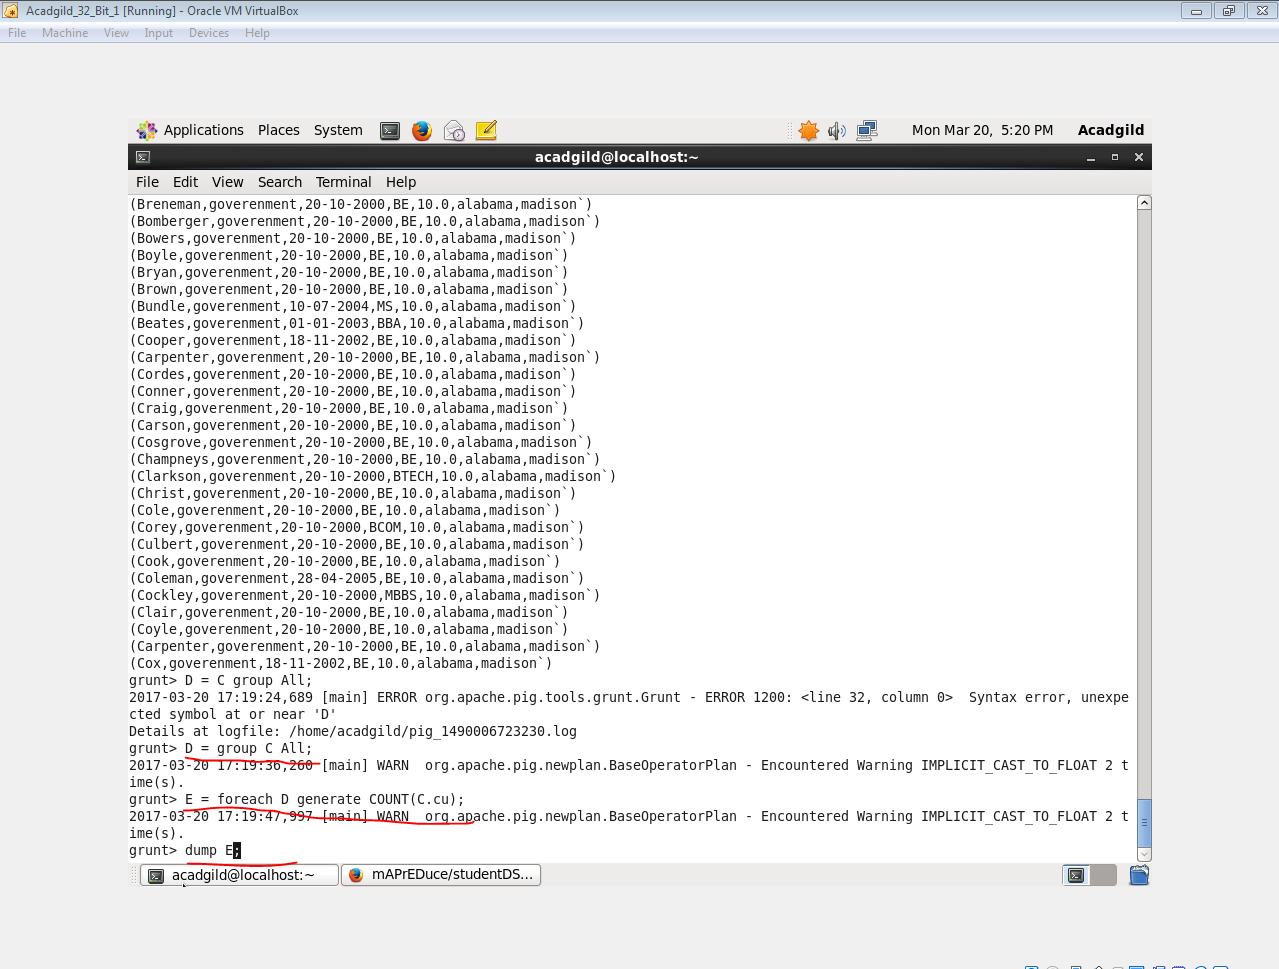 Acadgild_32_Bit_1 [Running] - Oracle VM VirtualBox
File Machine View Input Devices Help
Applications Places System Mon Mar 20, 5:20 PM Acadgild
acadgild@localhost:~
File Edit View Search Terminal Help
(Breneman,goverenment,20-10-2000,BE,10.0,alabama,madison`)
(Bomberger,goverenment,20-10-2000,BE,10.0,alabama,madison`)
(Bowers,goverenment,20-10-2000,BE,10.0,alabama,madison`)
(Boyle,goverenment,20-10-2000,BE,10.0,alabama,madison`)
(Bryan,goverenment,20-10-2000,BE,10.0,alabama,madison`)
(Brown,goverenment,20-10-2000,BE,10.0,alabama,madison`)
(Bundle,goverenment,10-07-2004,MS,10.0,alabama,madison`)
(Beates,goverenment,01-01-2003,BBA,10.0,alabama,madison`)
(Cooper,goverenment,18-11-2002,BE,10.0,alabama,madison`)
(Carpenter,goverenment,20-10-2000,BE,10.0,alabama,madison`)
(Cordes,goverenment,20-10-2000,BE,10.0,alabama,madison`)
(Conner,goverenment,20-10-2000,BE,10.0,alabama,madison`)
(Craig,goverenment,20-10-2000,BE,10.0,alabama,madison`)
(Carson,goverenment,20-10-2000,BE,10.0,alabama,madison`)
(Cosgrove,goverenment,20-10-2000,BE,10.0,alabama,madison`)
(Champneys,goverenment,20-10-2000,BE,10.0,alabama,madison`)
(Clarkson,goverenment,20-10-2000,BTECH,10.0,alabama,madison`)
(Christ,goverenment,20-10-2000,BE,10.0,alabama,madison`)
(Cole,goverenment,20-10-2000,BE,10.0,alabama,madison`)
(Corey,goverenment,20-10-2000,BCOM,10.0,alabama,madison`)
(Culbert,goverenment,20-10-2000,BE,10.0,alabama,madison`)
(Cook,goverenment,20-10-2000,BE,10.0,alabama,madison`)
(Coleman,goverenment,28-04-2005,BE,10.0,alabama,madison`)
(Cockley,goverenment,20-10-2000,MBBS,10.0,alabama,madison`)
(Clair,goverenment,20-10-2000,BE,10.0,alabama,madison`)
(Coyle,goverenment,20-10-2000,BE,10.0,alabama,madison`)
(Carpenter,goverenment,20-10-2000,BE,10.0,alabama,madison`)
(Cox,goverenment,18-11-2002,BE,10.0,alabama,madison`)
grunt> D = C group All;
2017-03-20 17:19:24,689 [main] ERROR org.apache.pig.tools.grunt.Grunt - ERROR 1200: <line 32, column 0>  Syntax error, unexpe
cted symbol at or near 'D'
Details at logfile: /home/acadgild/pig_1490006723230.log
grunt> D = group C All;
2017-03-20 17:19:36,260 [main] WARN  org.apache.pig.newplan.BaseOperatorPlan - Encountered Warning IMPLICIT_CAST_TO_FLOAT 2 t
ime(s).
grunt> E = foreach D generate COUNT(C.cu);
2017-03-20 17:19:47,997 [main] WARN  org.apache.pig.newplan.BaseOperatorPlan - Encountered Warning IMPLICIT_CAST_TO_FLOAT 2 t
ime(s).
grunt> dump E;
acadgild@localhost:~ mAPrEDuce/studentDS...